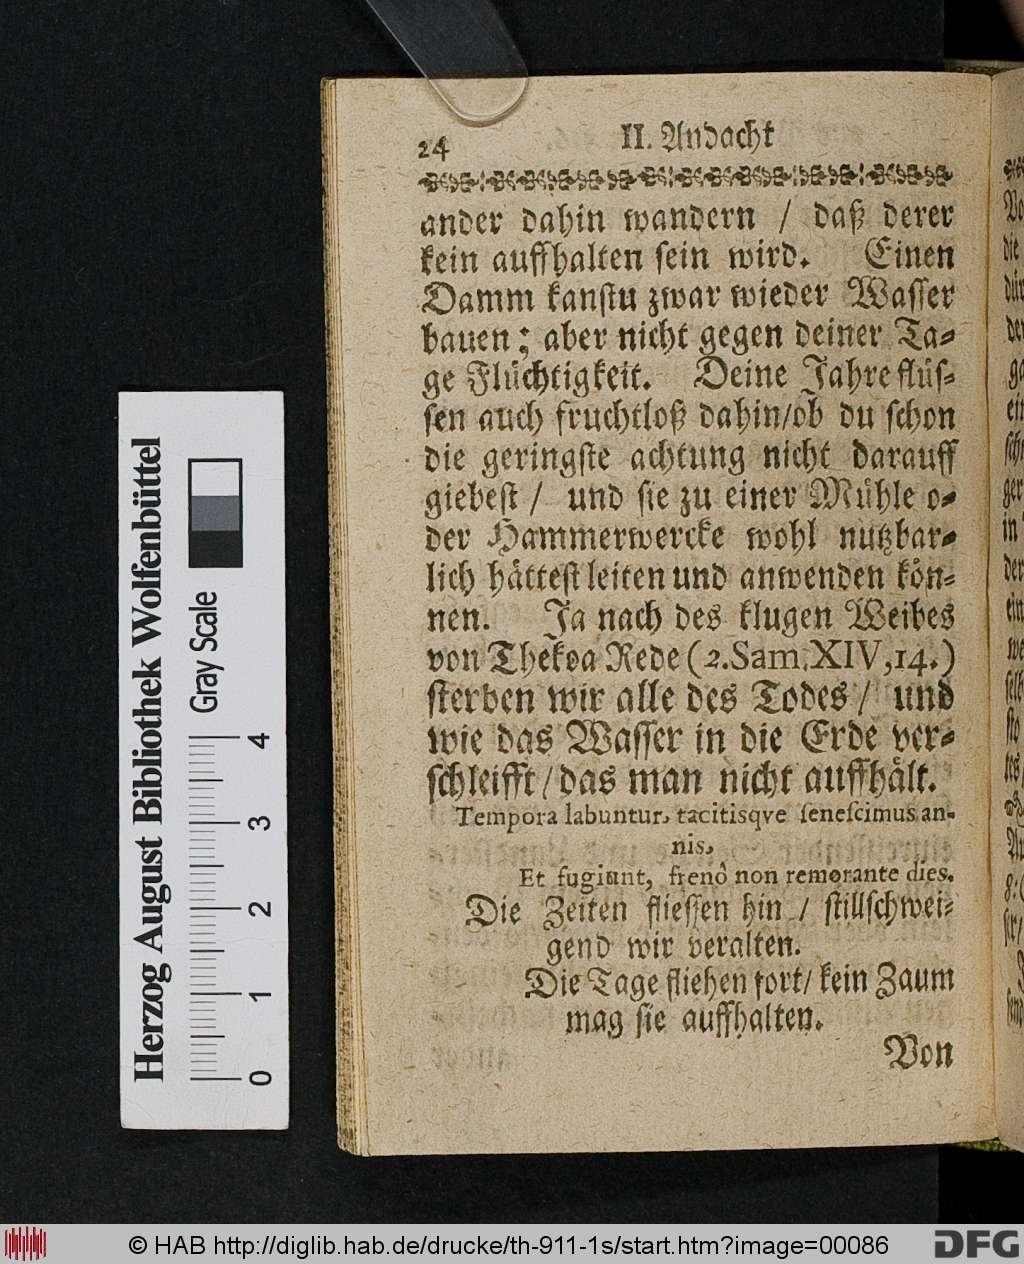 24 II. Andacht
ander dahin wandern / daß derer
kein auffhalten sein wird. Einen
Damm kanstu zwar wieder Wasser
bauen; aber nicht gegen deiner Ta-
ge Flüchtigkeit. Deine Jahre flüs-
sen auch fruchtloß dahin/ob du schon
die geringste achtung nicht darauff
giebest / und sie zu einer Mühle o-
der Hammerwercke wohl nutzbar-
lich hättest leiten und anwenden kön-
nen. Ja nach des klugen Weibes
von Thekoa Rede (2.Sam.XIV,14.)
sterben wir alle des Todes / und
wie das Wasser in die Erde ver-
schleifft/das man nicht auffhält.
Tempora labuntur, tacitisqve senescimus an-
nis,
Et fugiunt, frenô non remorante dies.
Die Zeiten fliessen hin / stillschwei-
gend wir veralten.
Die Tage fliehen fort/ kein Zaum
mag sie auffhalten.
Von
Herzog August Bibliothek Wolfenbüttel
Gray Scale
0 1 2 3 4
© HAB http://diglib.hab.de/drucke/th-911-1s/start.htm?image=00086
DFG